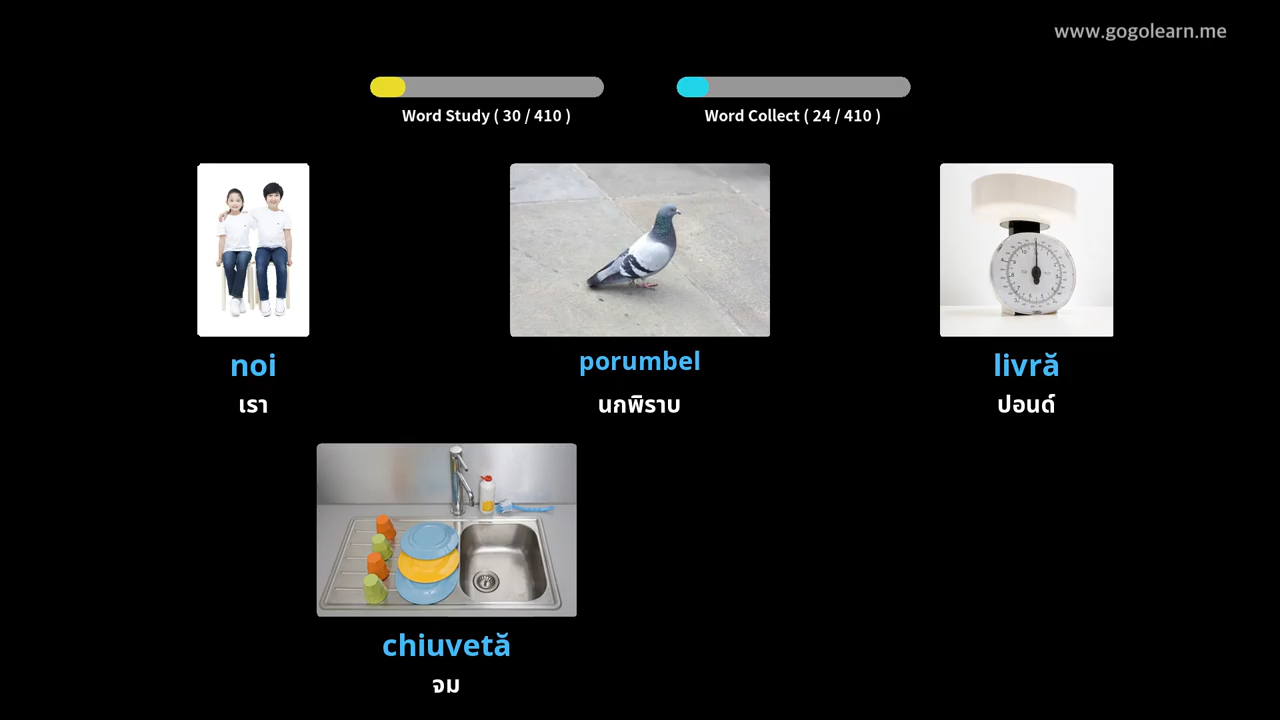 www.gogolearn.me
Word Study ( 30 / 410 )
Word Collect ( 24 / 410 )
noi
เรา
porumbel
นกพิราบ
livră
ปอนด์
chiuvetă
จม